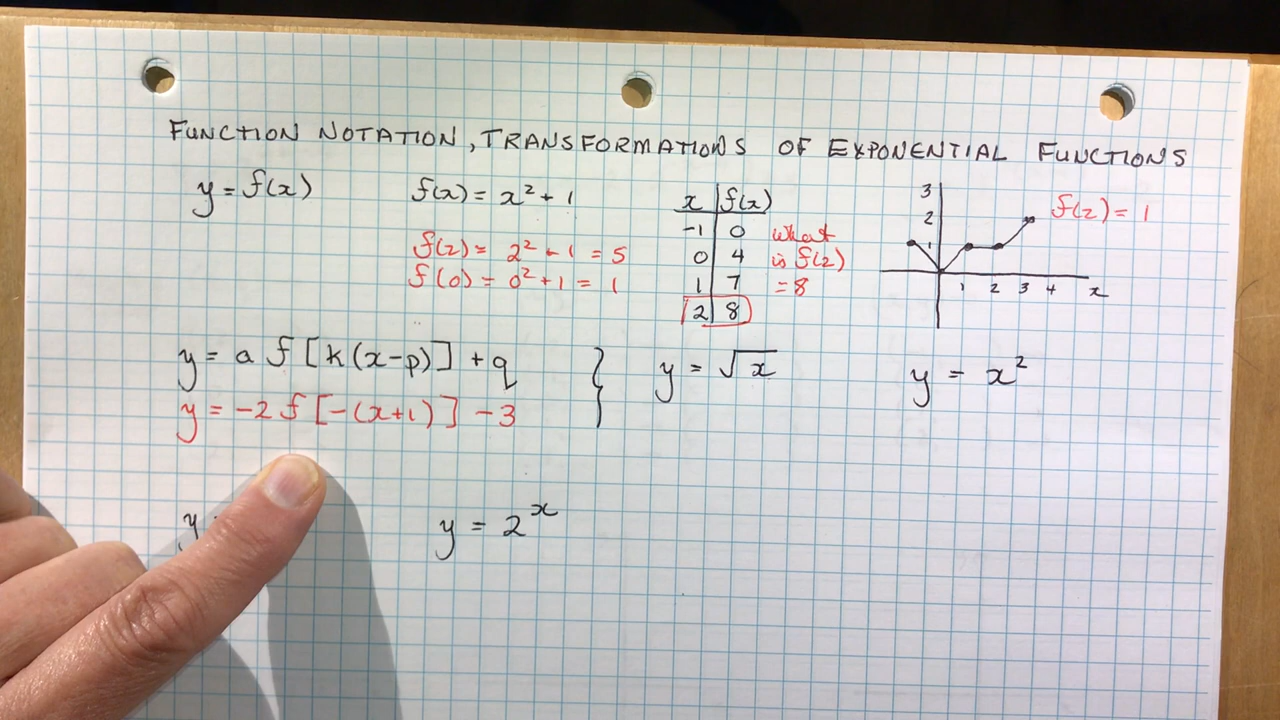 FUNCTION NOTATION, TRANSFORMATIONS OF EXPONENTIAL FUNCTIONS
y = f(x)
f(x) = x² + 1
f(2) = 2² + 1 = 5
f(0) = 0² + 1 = 1
x f(x)
-1 0
0 4
1 7
2 8
what
is f(2)
= 8
3
2
1
1 2 3 4 x
f(2) = 1
y = a f [k(x-p)] + q
y = -2 f [-(x+1)] - 3
y = √x
y = x²
y
y = 2ˣ